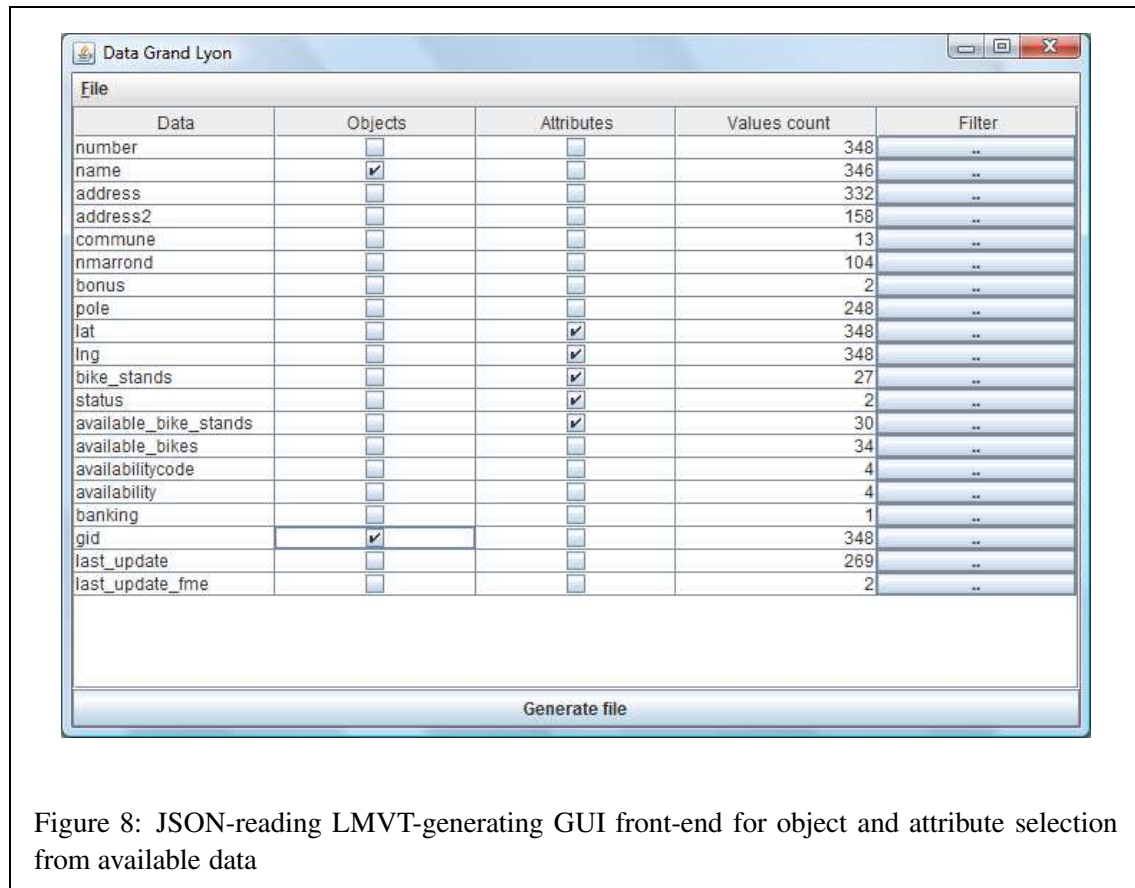 Data Grand Lyon
File
Data Objects Attributes Values count Filter
number 348 ..
name 346 ..
address 332 ..
address2 158 ..
commune 13 ..
nmarrond 104 ..
bonus 2 ..
pole 248 ..
lat 348 ..
lng 348 ..
bike_stands 27 ..
status 2 ..
available_bike_stands 30 ..
available_bikes 34 ..
availabilitycode 4 ..
availability 4 ..
banking 1 ..
gid 348 ..
last_update 269 ..
last_update_fme 2 ..
Generate file
Figure 8: JSON-reading LMVT-generating GUI front-end for object and attribute selection
from available data